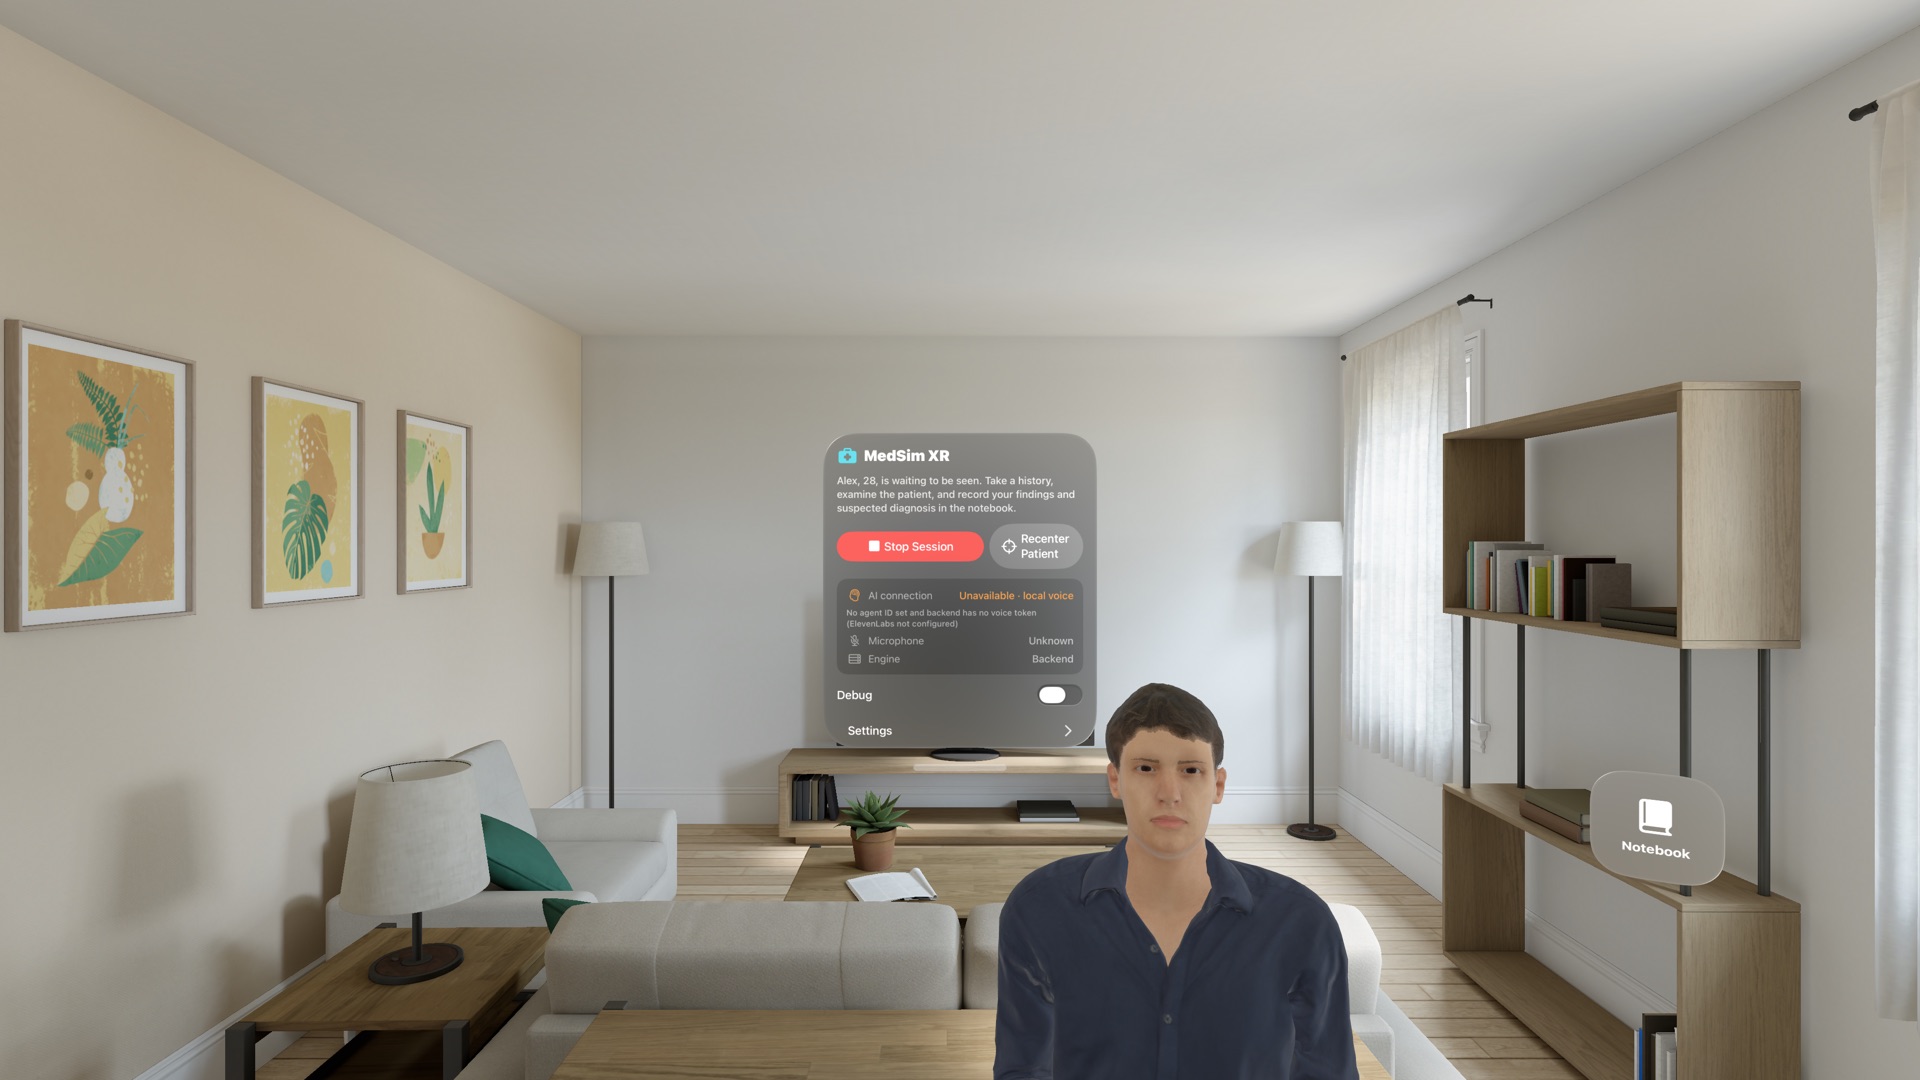 MedSim XR
Alex, 28, is waiting to be seen. Take a history,
examine the patient, and record your findings and
suspected diagnosis in the notebook.
Stop Session
Recenter
Patient
AI connection
Unavailable · local voice
No agent ID set and backend has no voice token
(ElevenLabs not configured)
Microphone
Unknown
Engine
Backend
Debug
Settings
Notebook